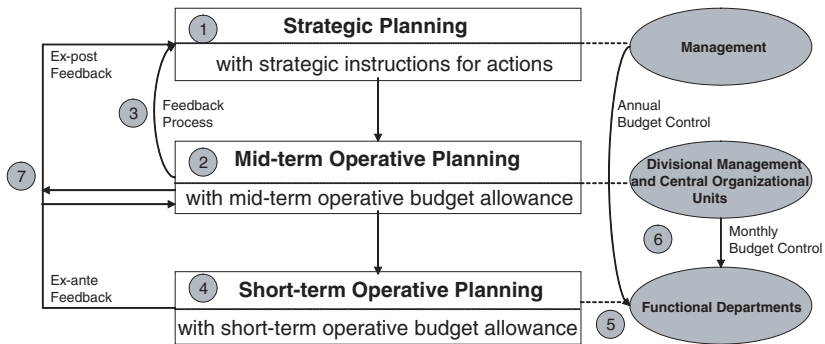 1
Strategic Planning
with strategic instructions for actions
Management
Ex-post
Feedback
3
Feedback
Process
Annual
Budget Control
2
Mid-term Operative Planning
with mid-term operative budget allowance
Divisional Management
and Central Organizational
Units
7
6
Monthly
Budget Control
Ex-ante
Feedback
4
Short-term Operative Planning
with short-term operative budget allowance
5
Functional Departments